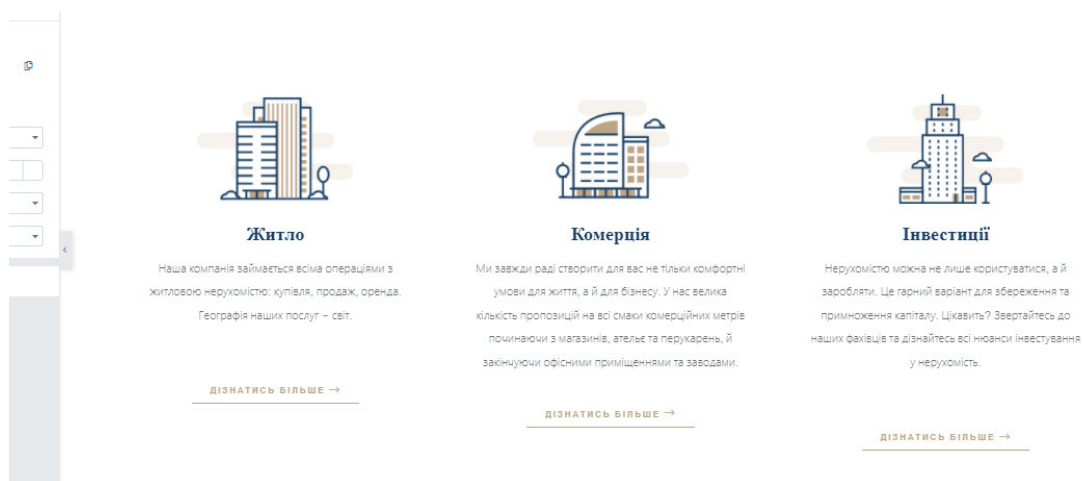 Житло
Наша компанія займається всіма операціями з
житловою нерухомістю: купівля, продаж, оренда.
Географія наших послуг – світ.
ДІЗНАТИСЬ БІЛЬШЕ →
Комерція
Ми завжди раді створити для вас не тільки комфортні
умови для життя, а й для бізнесу. У нас велика
кількість пропозицій на всі смаки комерційних метрів
починаючи з магазинів, ательє та перукарень, й
закінчуючи офісними приміщеннями та заводами.
ДІЗНАТИСЬ БІЛЬШЕ →
Інвестиції
Нерухомістю можна не лише користуватися, а й
заробляти. Це гарний варіант для збереження та
примноження капіталу. Цікавить? Звертайтесь до
наших фахівців та дізнайтесь всі нюанси інвестування
у нерухомість.
ДІЗНАТИСЬ БІЛЬШЕ →